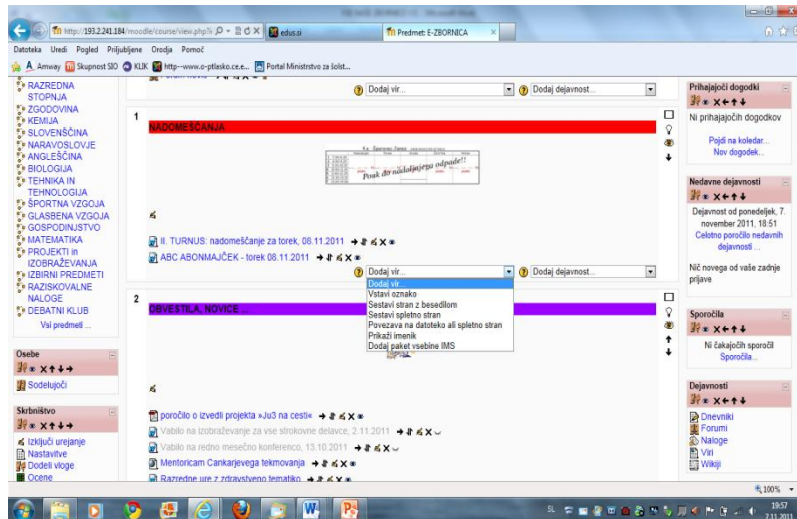 http://193.2.241.184/moodle/course/view.php?i
edus.si
Predmet: E-ZBORNICA
Datoteka Uredi Pogled Priljubljene Orodja Pomoč
Amway Skupnost SIO KLIK http--www.o-ptlasko.ce.e... Portal Ministrstvo za šolst...
RAZREDNA
STOPNJA
ZGODOVINA
KEMIJA
SLOVENŠČINA
NARAVOSLOVJE
ANGLEŠČINA
BIOLOGIJA
TEHNIKA IN
TEHNOLOGIJA
ŠPORTNA VZGOJA
GLASBENA VZGOJA
GOSPODINJSTVO
MATEMATIKA
PROJEKTI in
IZOBRAŽEVANJA
IZBIRNI PREDMETI
RAZISKOVALNE
NALOGE
DEBATNI KLUB
Vsi predmeti ...
Osebe
Sodelujoči
Skrbništvo
Izključi urejanje
Nastavitve
Dodeli vloge
Ocene
Dodaj vir...
Dodaj dejavnost...
1
NADOMEŠČANJA
Pouk do nadaljnjega odpade!!
II. TURNUS: nadomeščanje za torek, 08.11.2011
ABC ABONMAJČEK - torek 08.11.2011
Dodaj vir...
Dodaj dejavnost...
Dodaj vir...
Vstavi oznako
Sestavi stran z besedilom
Sestavi spletno stran
Povezava na datoteko ali spletno stran
Prikaži imenik
Dodaj paket vsebine IMS
2
OBVESTILA, NOVICE ...
poročilo o izvedli projekta »Ju3 na cesti«
Vabilo na izobraževanje za vse strokovne delavce, 2.11.2011
Vabilo na redno mesečno konferenco, 13.10.2011
Mentoricam Cankarjevega tekmovanja
Razredne ure z zdravstveno tematiko
Prihajajoči dogodki
Ni prihajajočih dogodkov
Pojdi na koledar...
Nov dogodek...
Nedavne dejavnosti
Dejavnost od ponedeljek, 7.
november 2011, 18:51
Celotno poročilo nedavnih
dejavnosti ...
Nič novega od vaše zadnje
prijave
Sporočila
Ni čakajočih sporočil
Sporočila...
Dejavnosti
Dnevniki
Forumi
Naloge
Viri
Wikiji
100%
SL
19:57
7.11.2011